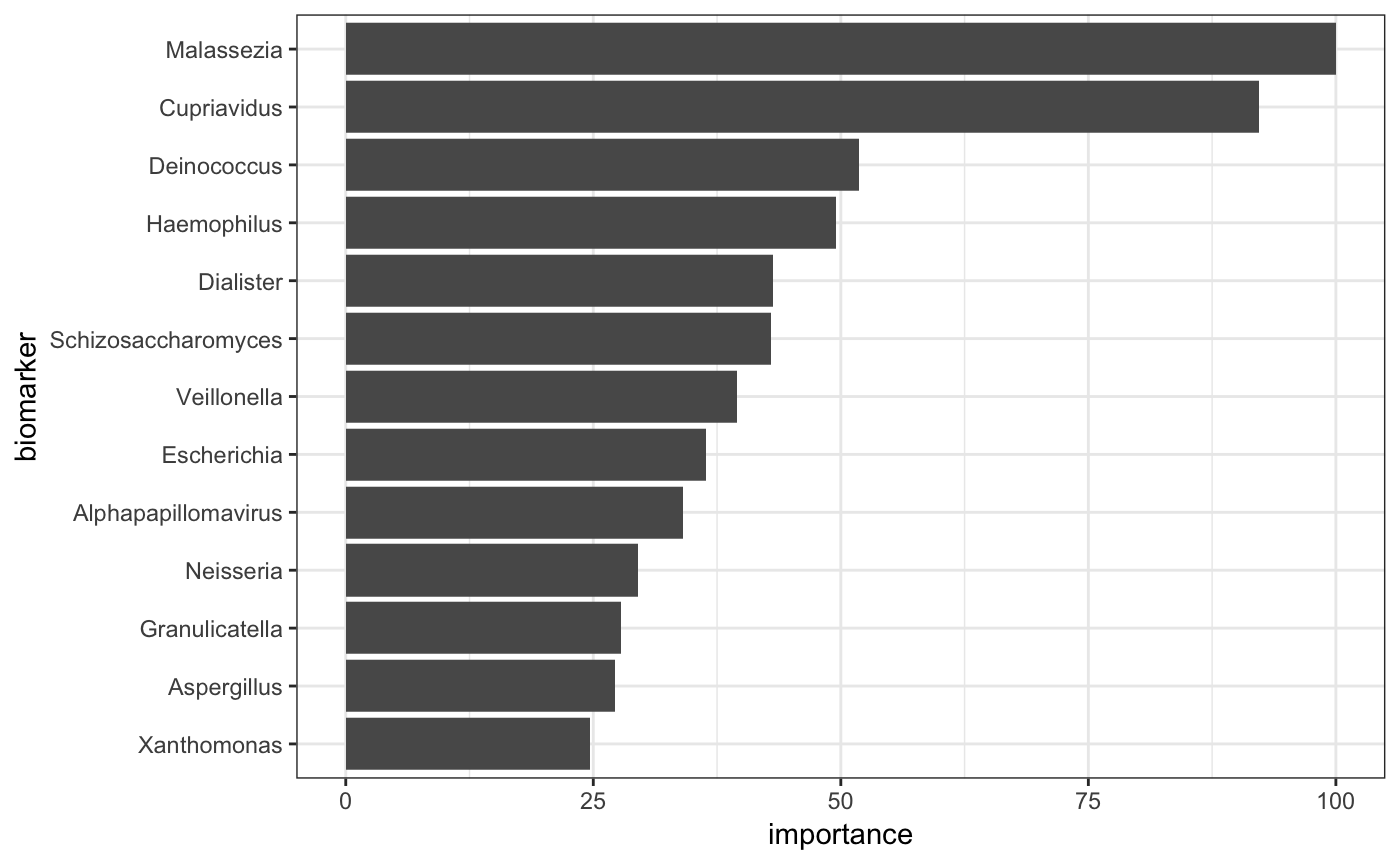 Malassezia
Cupriavidus
Deinococcus
Haemophilus
Dialister
Schizosaccharomyces
Veillonella
Escherichia
Alphapapillomavirus
Neisseria
Granulicatella
Aspergillus
Xanthomonas
biomarker
0 25 50 75 100
importance